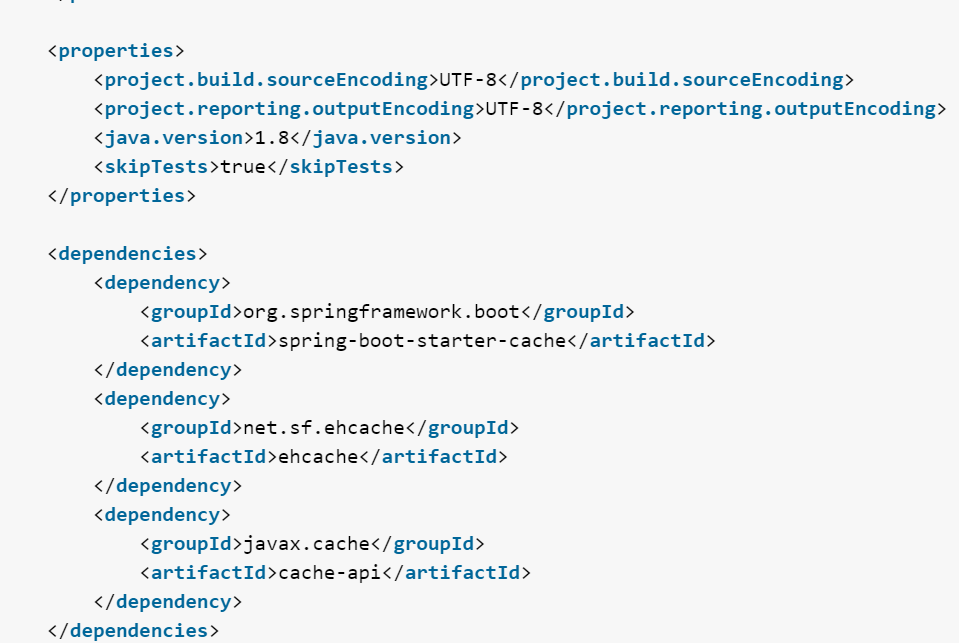 <properties>
<project.build.sourceEncoding>UTF-8</project.build.sourceEncoding>
<project.reporting.outputEncoding>UTF-8</project.reporting.outputEncoding>
<java.version>1.8</java.version>
<skipTests>true</skipTests>
</properties>
<dependencies>
<dependency>
<groupId>org.springframework.boot</groupId>
<artifactId>spring-boot-starter-cache</artifactId>
</dependency>
<dependency>
<groupId>net.sf.ehcache</groupId>
<artifactId>ehcache</artifactId>
</dependency>
<dependency>
<groupId>javax.cache</groupId>
<artifactId>cache-api</artifactId>
</dependency>
</dependencies>